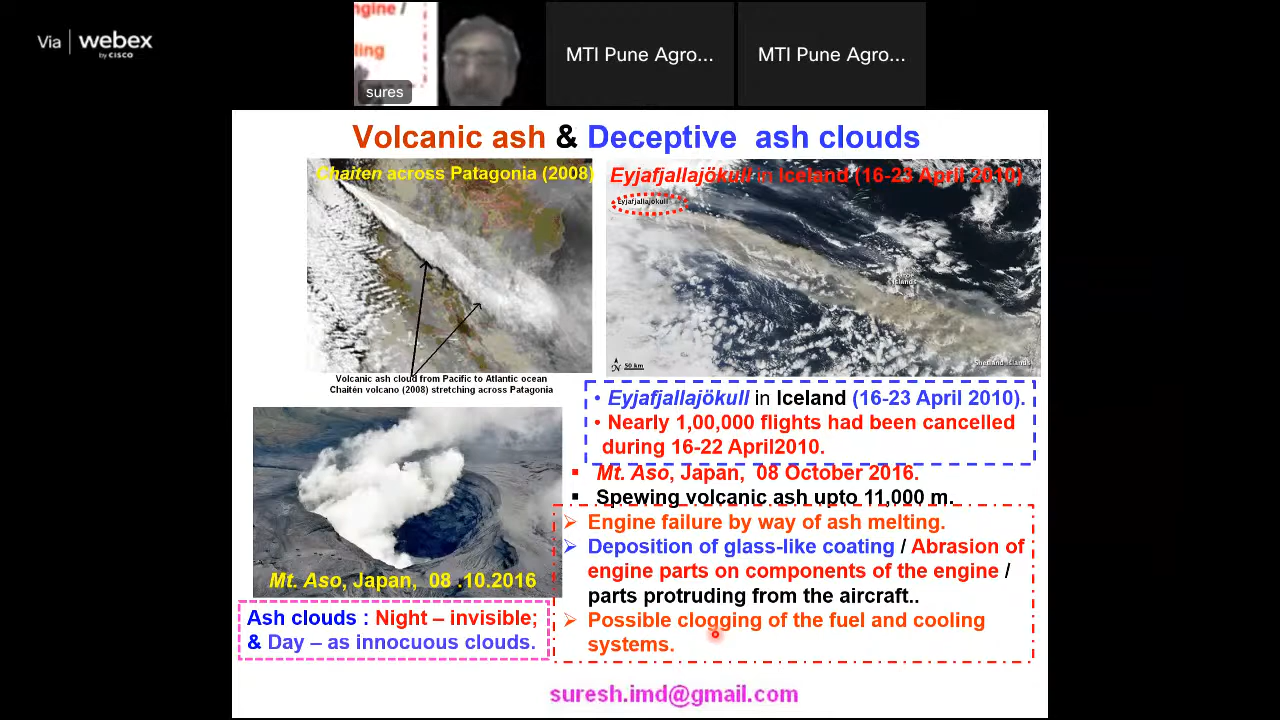 Via webex
by CISCO
ngine /
ling
sures
MTI Pune Agro...
MTI Pune Agro...
Volcanic ash & Deceptive ash clouds
Chaiten across Patagonia (2008)
Eyjafjallajökull in Iceland (16-23 April 2010)
Eyjafjallajökull
Islands
Shetland Islands
N
50 km
Volcanic ash cloud from Pacific to Atlantic ocean
Chaitén volcano (2008) stretching across Patagonia
• Eyjafjallajökull in Iceland (16-23 April 2010).
• Nearly 1,00,000 flights had been cancelled
during 16-22 April2010.
▪ Mt. Aso, Japan, 08 October 2016.
▪ Spewing volcanic ash upto 11,000 m.
➢ Engine failure by way of ash melting.
➢ Deposition of glass-like coating / Abrasion of
engine parts on components of the engine /
parts protruding from the aircraft..
➢ Possible clogging of the fuel and cooling
systems.
Mt. Aso, Japan, 08 .10.2016
Ash clouds : Night – invisible;
& Day – as innocuous clouds.
suresh.imd@gmail.com